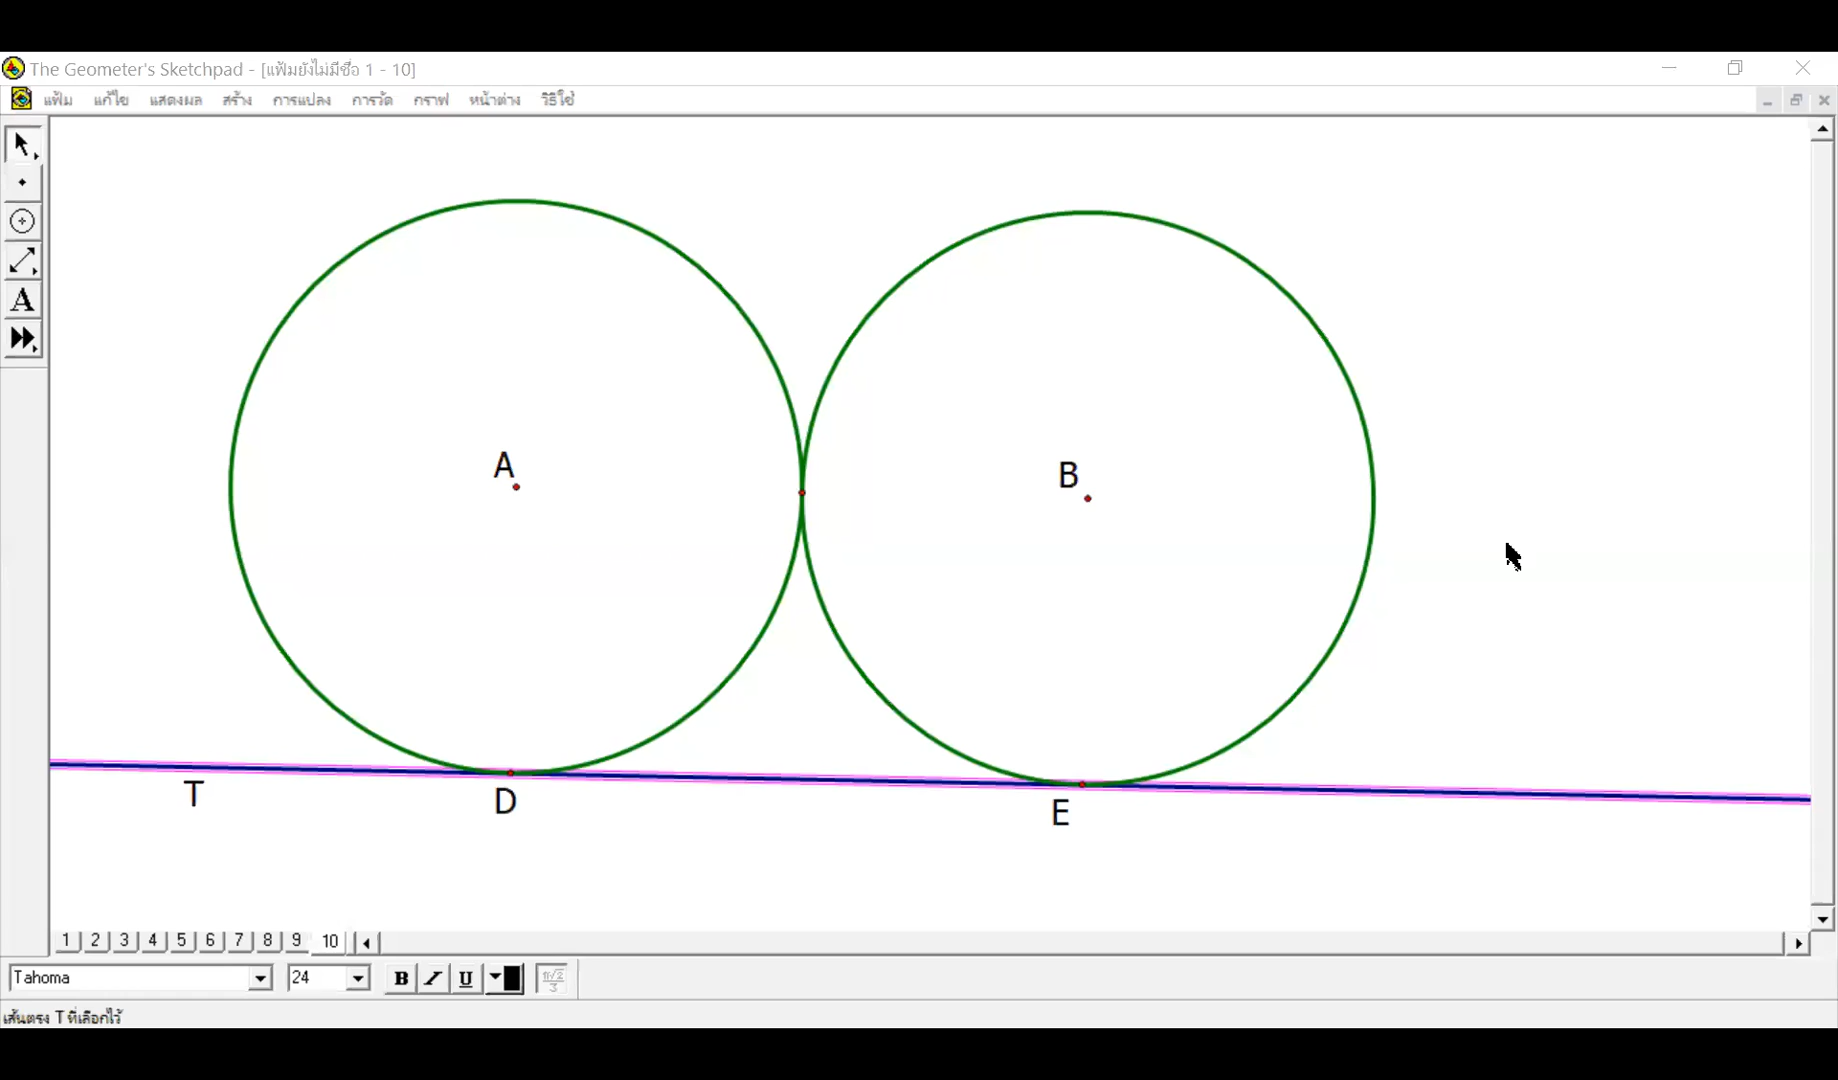 The Geometer's Sketchpad - [แฟ้มยังไม่มีชื่อ 1 - 10]
แฟ้ม แก้ไข แสดงผล สร้าง การแปลง การวัด กราฟ หน้าต่าง วิธีใช้
A
A
B
T
D
E
1 2 3 4 5 6 7 8 9 10
Tahoma 24 B I U
เส้นตรง T ที่เลือกไว้